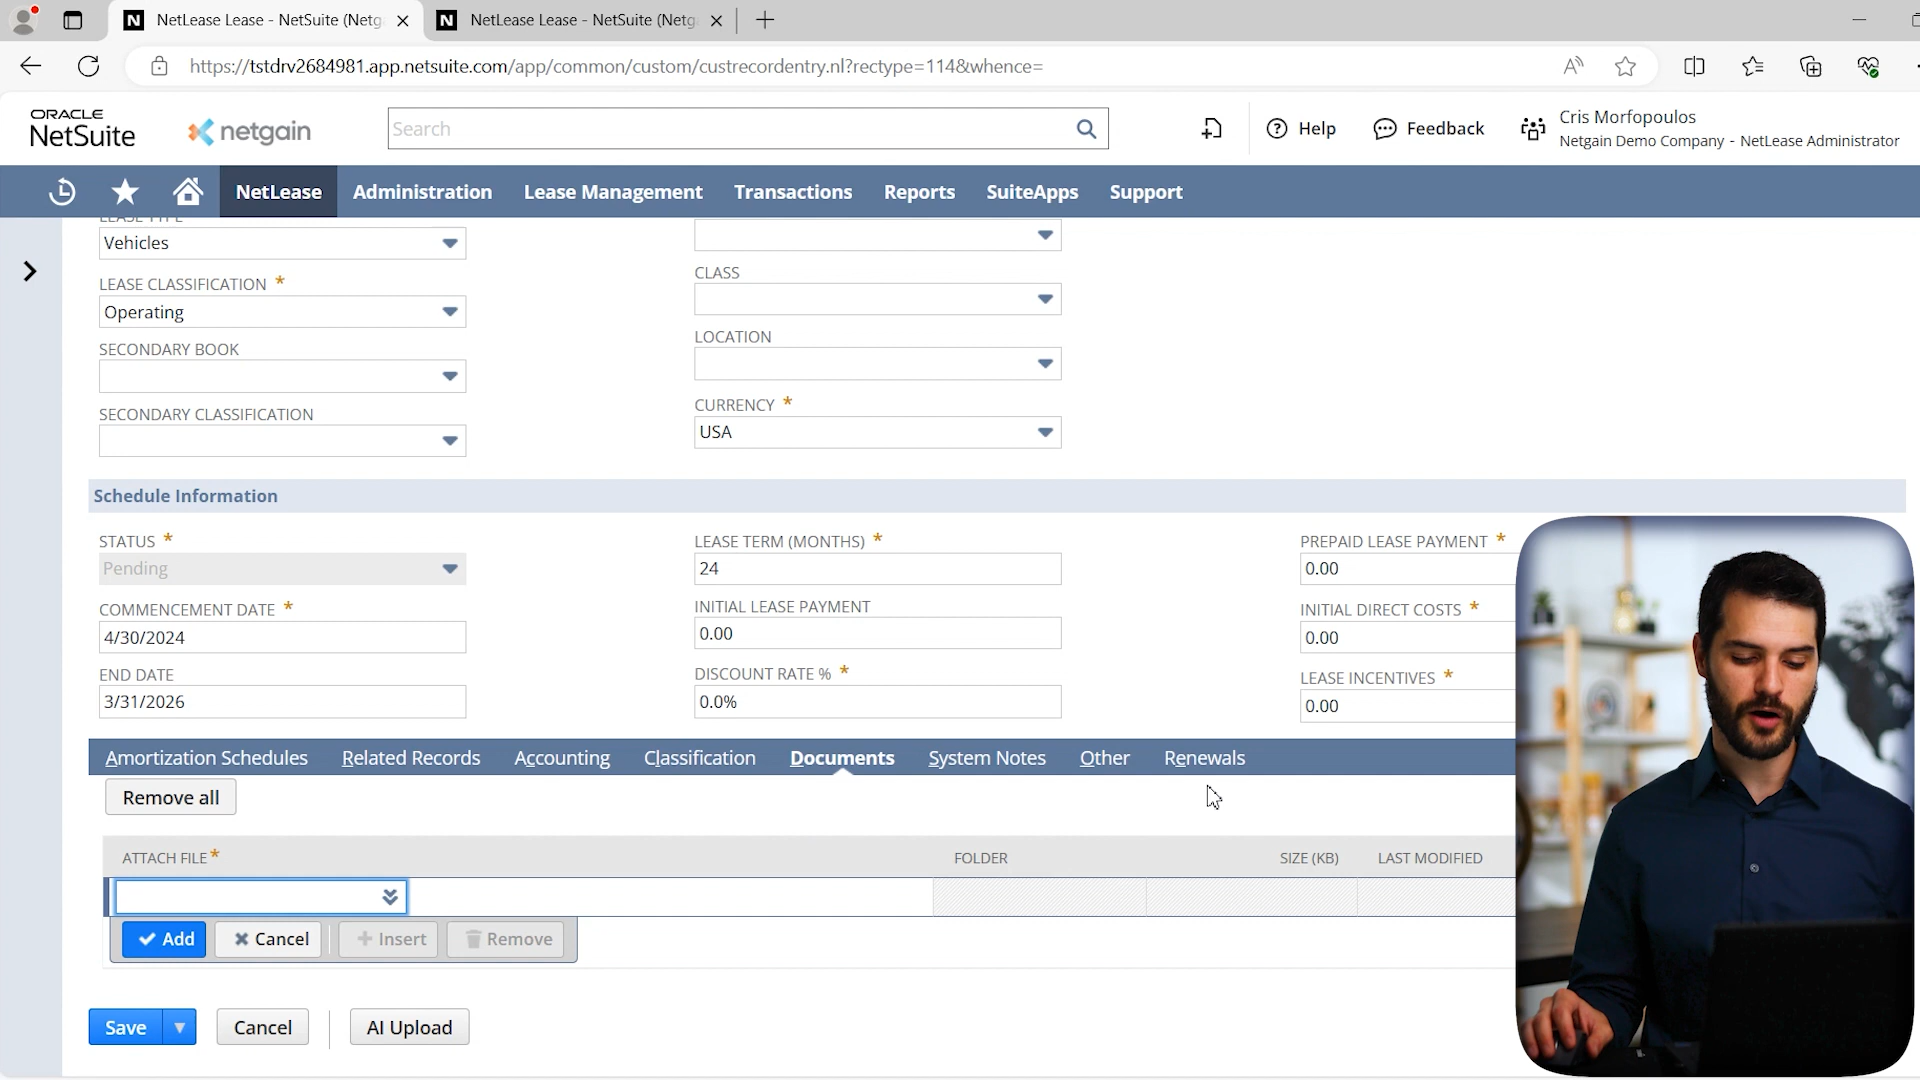 NetLease Lease - NetSuite (Netg
NetLease Lease - NetSuite (Netg
https://tstdrv2684981.app.netsuite.com/app/common/custom/custrecordentry.nl?rectype=114&whence=
ORACLE
NetSuite
netgain
Search
Help
Feedback
Cris Morfopoulos
Netgain Demo Company - NetLease Administrator
NetLease
Administration
Lease Management
Transactions
Reports
SuiteApps
Support
LEASE TYPE
Vehicles
LEASE CLASSIFICATION *
Operating
SECONDARY BOOK
SECONDARY CLASSIFICATION
CLASS
LOCATION
CURRENCY *
USA
Schedule Information
STATUS *
Pending
COMMENCEMENT DATE *
4/30/2024
END DATE
3/31/2026
LEASE TERM (MONTHS) *
24
INITIAL LEASE PAYMENT
0.00
DISCOUNT RATE % *
0.0%
PREPAID LEASE PAYMENT *
0.00
INITIAL DIRECT COSTS *
0.00
LEASE INCENTIVES *
0.00
Amortization Schedules
Related Records
Accounting
Classification
Documents
System Notes
Other
Renewals
Remove all
ATTACH FILE *
FOLDER
SIZE (KB)
LAST MODIFIED
Add
Cancel
Insert
Remove
Save
Cancel
AI Upload